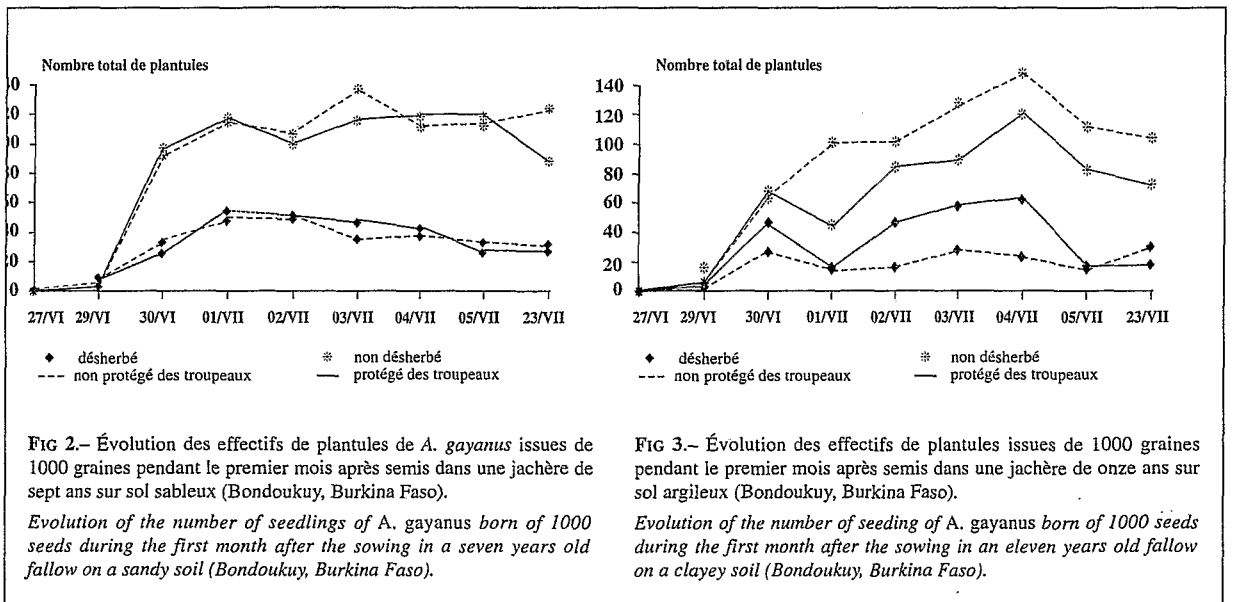 Nombre total de plantules
0
20
0
0
0
0
20
0
27/VI 29/VI 30/VI 01/VII 02/VII 03/VII 04/VII 05/VII 23/VII
♦ désherbé
non désherbé
--- non protégé des troupeaux
— protégé des troupeaux
FIG 2.– Évolution des effectifs de plantules de A. gayanus issues de
1000 graines pendant le premier mois après semis dans une jachère de
sept ans sur sol sableux (Bondoukuy, Burkina Faso).
Evolution of the number of seedlings of A. gayanus born of 1000
seeds during the first month after the sowing in a seven years old
fallow on a sandy soil (Bondoukuy, Burkina Faso).
Nombre total de plantules
140
120
100
80
60
40
20
0
27/VI 29/VI 30/VI 01/VII 02/VII 03/VII 04/VII 05/VII 23/VII
♦ désherbé
non désherbé
--- non protégé des troupeaux
— protégé des troupeaux
FIG 3.– Évolution des effectifs de plantules issues de 1000 graines
pendant le premier mois après semis dans une jachère de onze ans sur
sol argileux (Bondoukuy, Burkina Faso).
Evolution of the number of seeding of A. gayanus born of 1000 seeds
during the first month after the sowing in an eleven years old fallow
on a clayey soil (Bondoukuy, Burkina Faso).